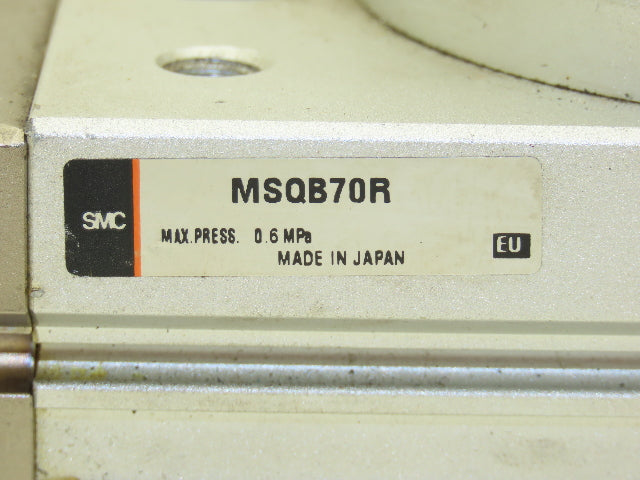 MSQB70R
SMC
MAX.PRESS. 0.6 MPa
MADE IN JAPAN
EU